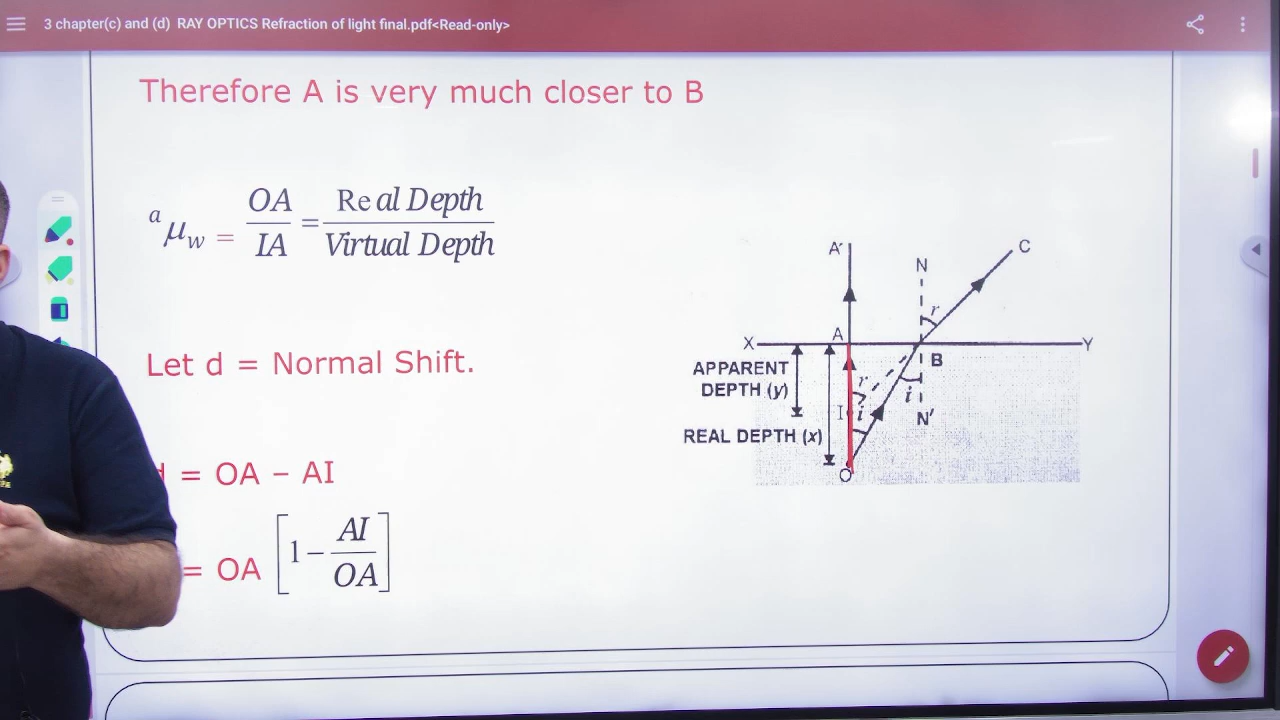 3 chapter(c) and (d) RAY OPTICS Refraction of light final.pdf<Read-only>
Therefore A is very much closer to B
ᵃμ_w = OA/IA = Real Depth/Virtual Depth
Let d = Normal Shift.
= OA − AI
= OA [1 − AI/OA]
A′
C
N
r
X
A
Y
B
APPARENT
DEPTH (y)
r
i
I
i
N′
REAL DEPTH (x)
O